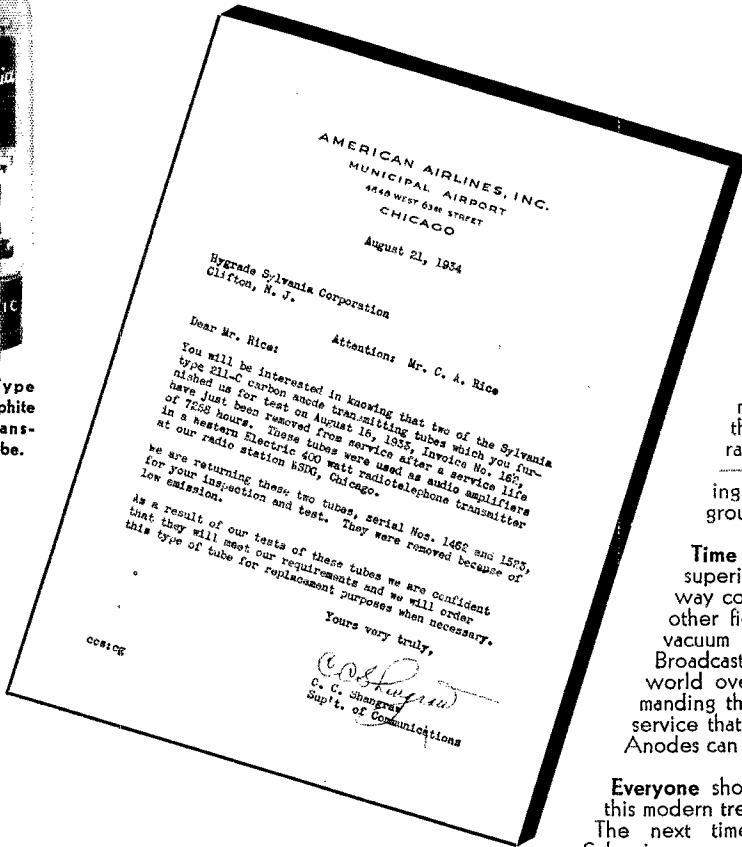 ype
phite
ans-
be.
IC
AMERICAN AIRLINES, INC.
MUNICIPAL AIRPORT
4848 WEST 63RD STREET
CHICAGO
August 21, 1934
Hygrade Sylvania Corporation
Clifton, N. J.
Attention: Mr. C. A. Rice
Dear Mr. Rice:
You will be interested in knowing that two of the Sylvania
type 211-C carbon anode transmitting tubes which you fur-
nished us for test on August 16, 1933, Invoice No. 162,
have just been removed from service after a service life
of 7258 hours. These tubes were used as audio amplifiers
in a Western Electric 400 watt radiotelephone transmitter
at our radio station KSDG, Chicago.
We are returning these two tubes, serial Nos. 1462 and 1523,
for your inspection and test. They were removed because of
low emission.
As a result of our tests of these tubes we are confident
that they will meet our requirements and we will order
this type of tube for replacement purposes when necessary.
Yours very truly,
C C Shangraw
C. C. Shangraw
Sup't. of Communications
ccs:cg
th
ra
ing
grou
Time
superi
way co
other fi
vacuum
Broadcast
world ove
manding th
service that
Anodes can
Everyone sho
this modern tre
The next time